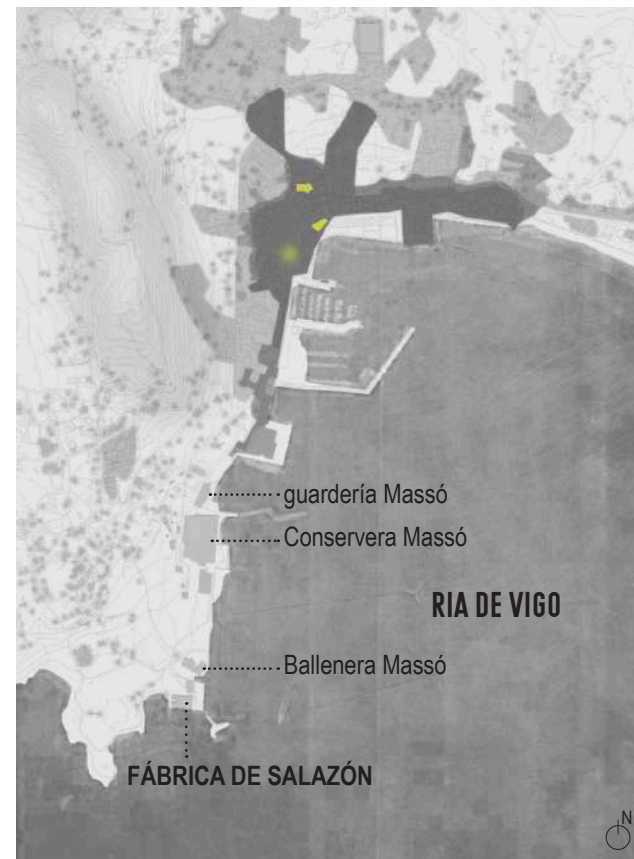 guardería Massó
Conservera Massó
RIA DE VIGO
Ballenera Massó
FÁBRICA DE SALAZÓN
N